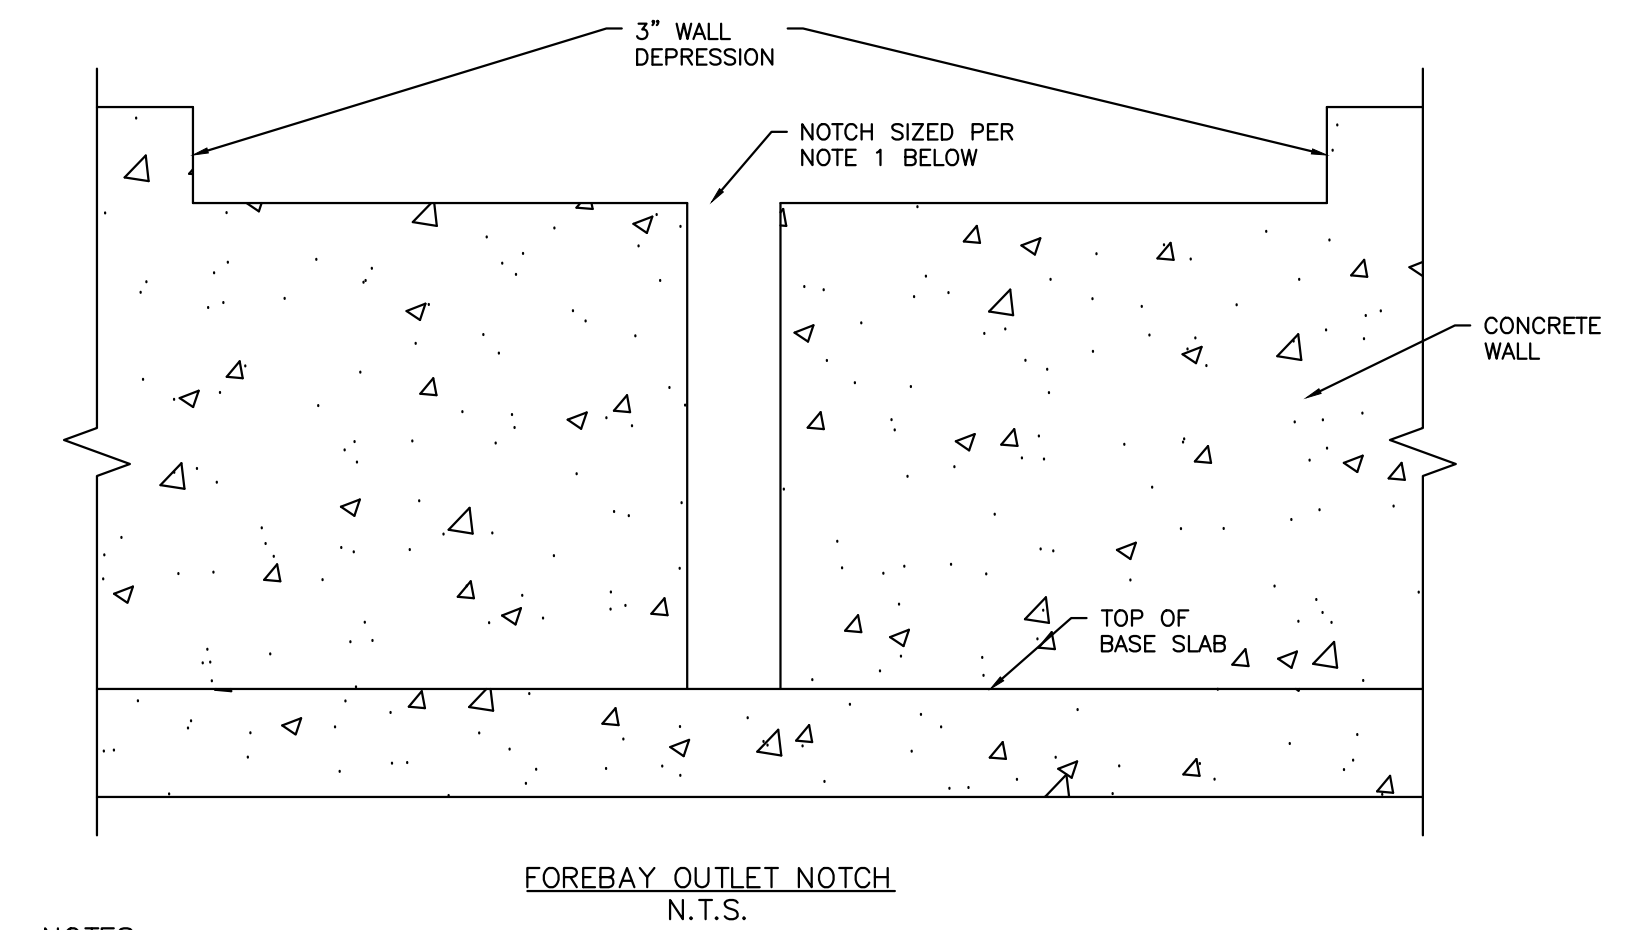 3” WALL
DEPRESSION
NOTCH SIZED PER
NOTE 1 BELOW
CONCRETE
WALL
TOP OF
BASE SLAB
FOREBAY OUTLET NOTCH
N.T.S.